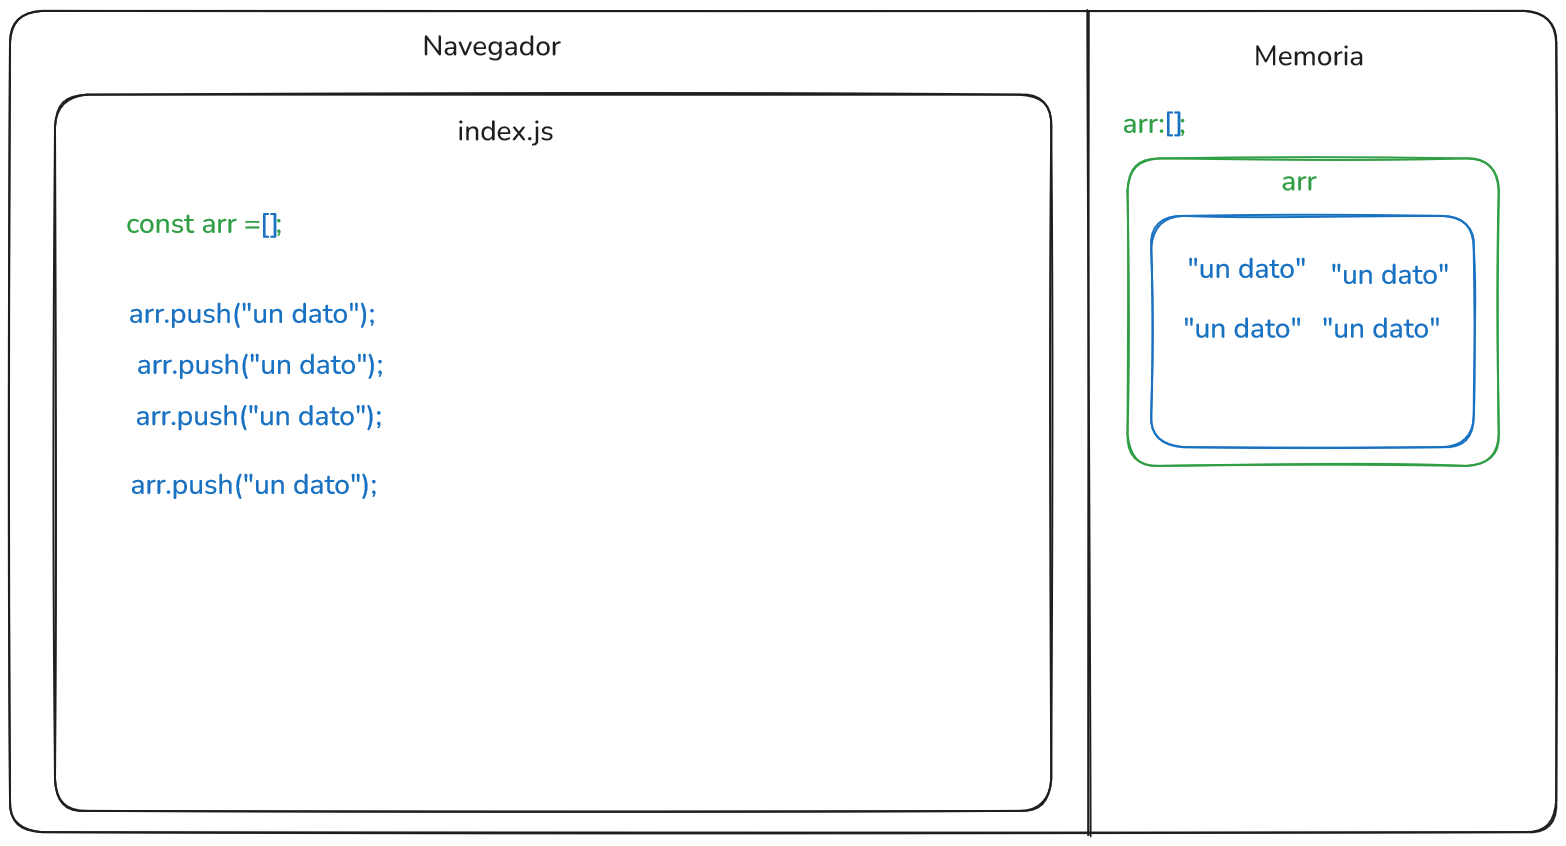 Navegador
index.js
const arr =[];
arr.push("un dato");
arr.push("un dato");
arr.push("un dato");
arr.push("un dato");
Memoria
arr:[];
arr
"un dato" "un dato"
"un dato" "un dato"